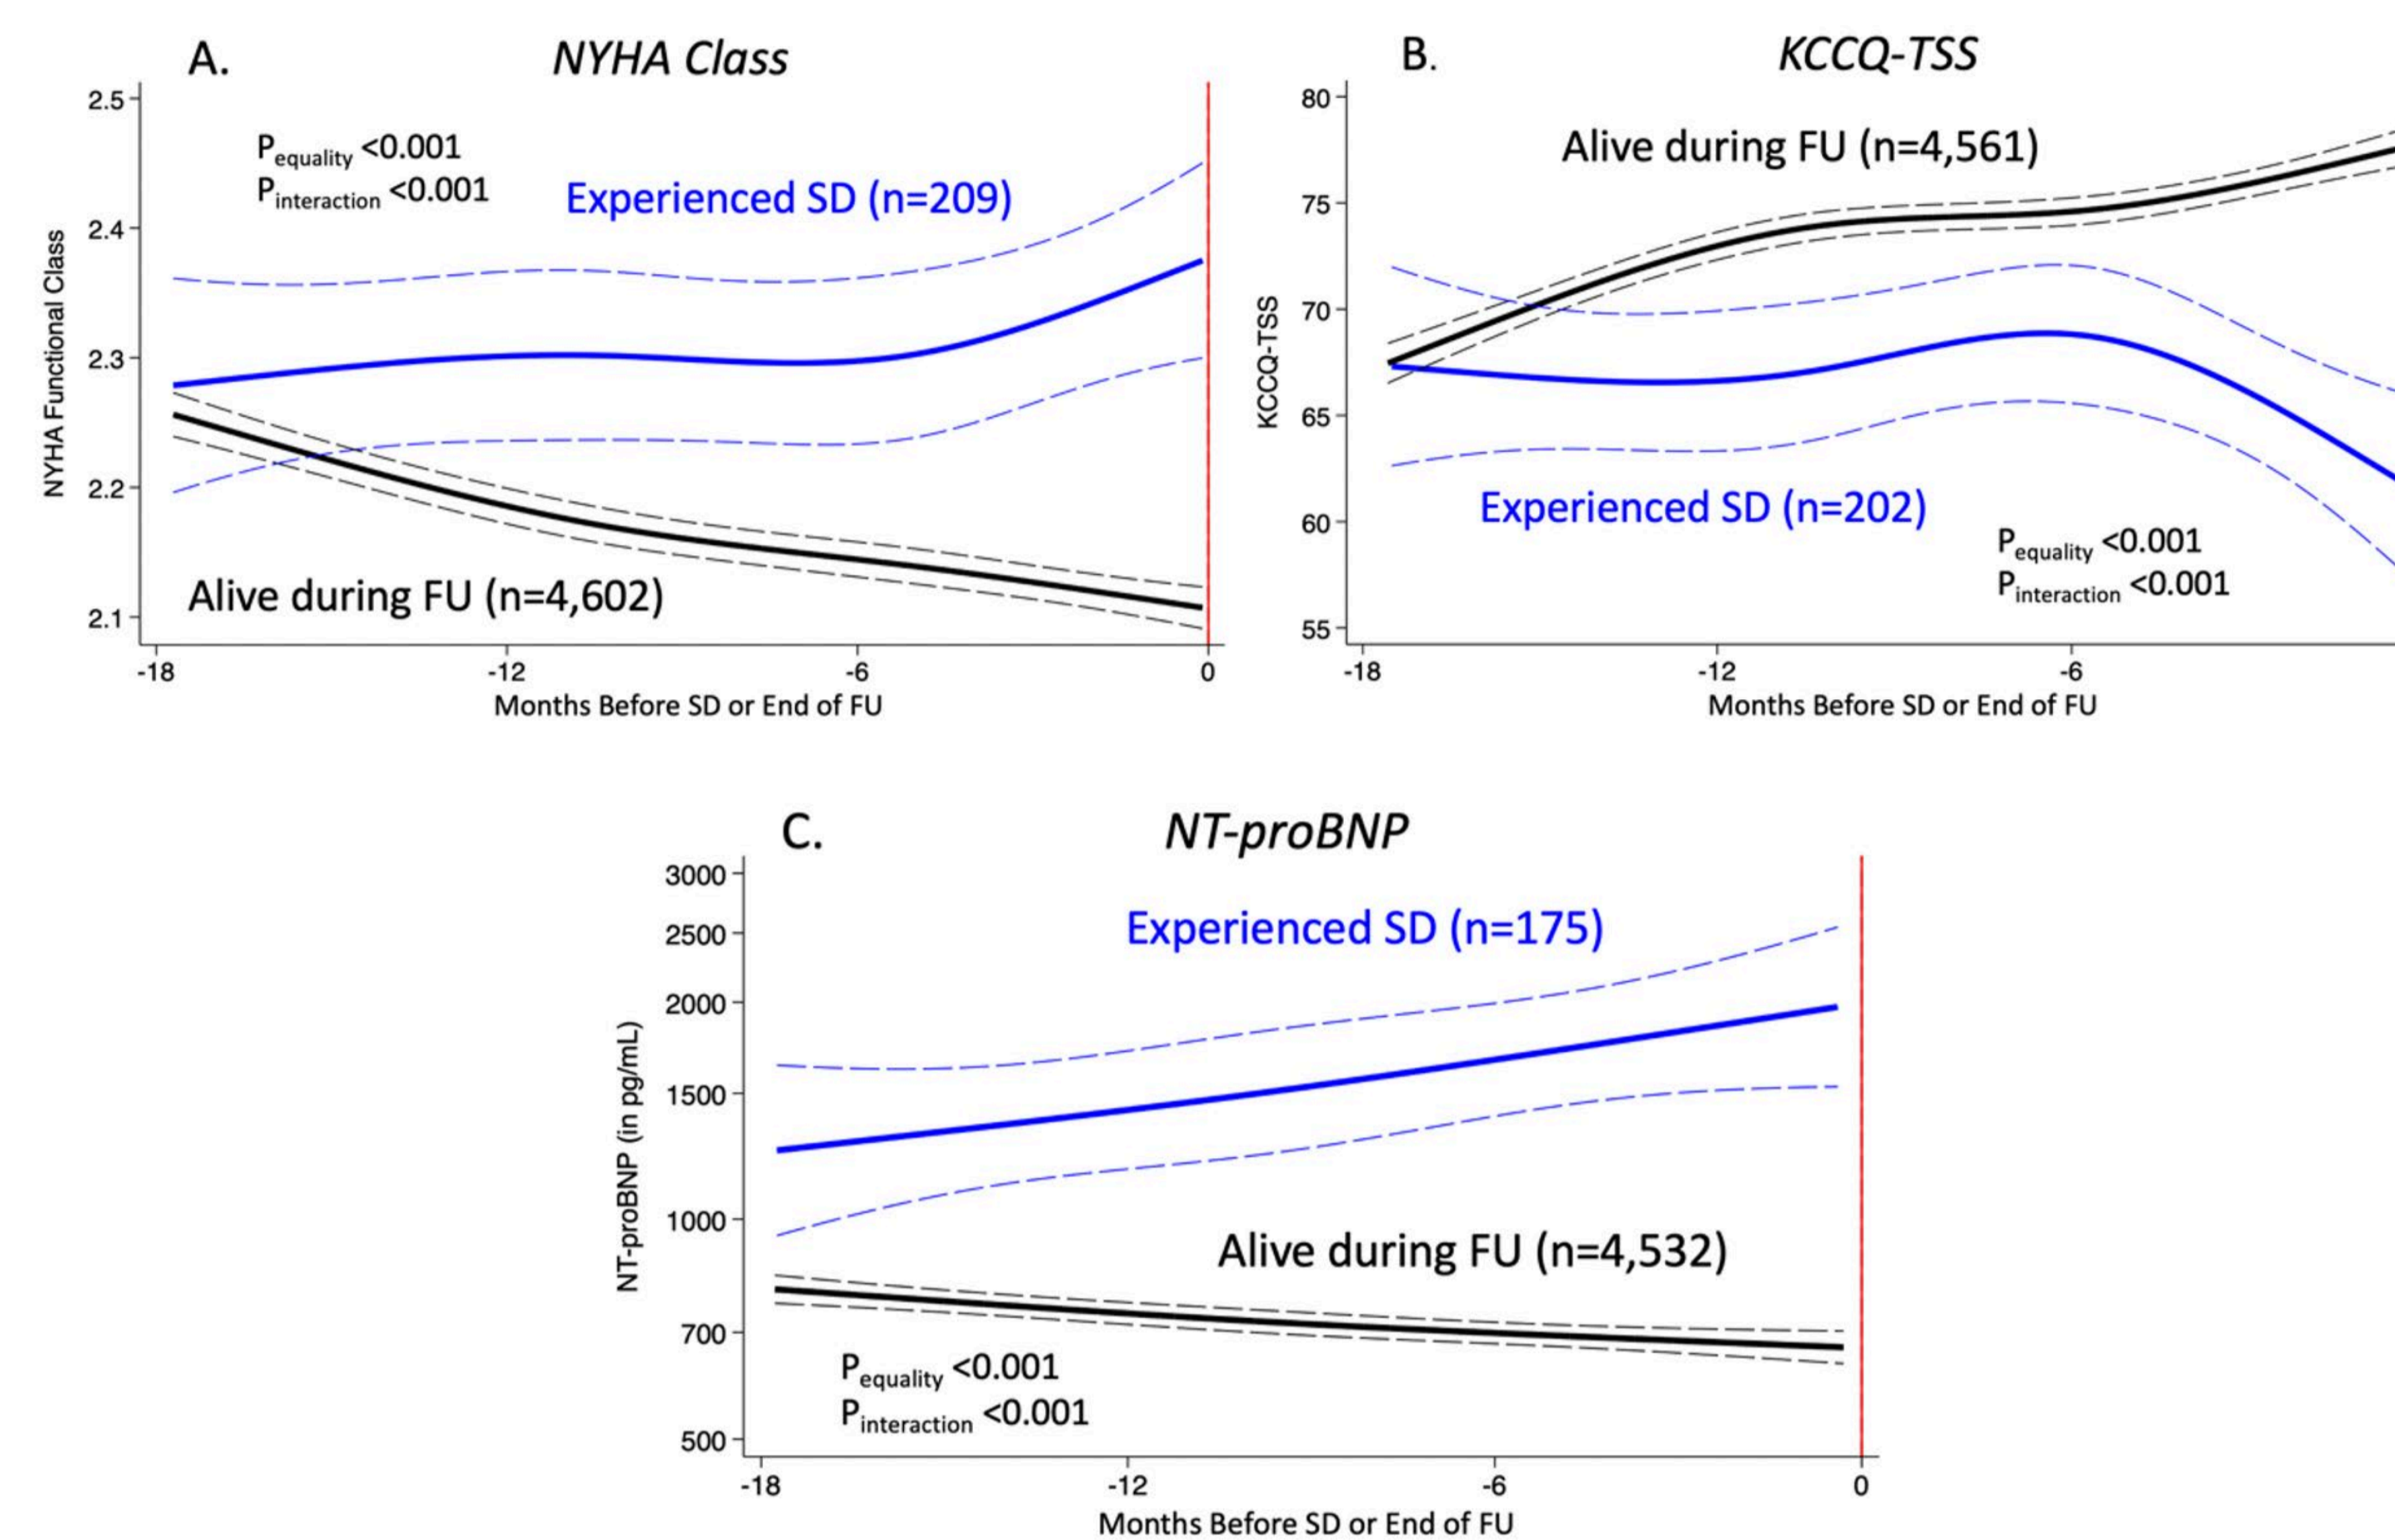 A.
NYHA Class
2.5
2.4
2.3
2.2
2.1
NYHA Functional Class
Pequality <0.001
Pinteraction <0.001
Experienced SD (n=209)
Alive during FU (n=4,602)
-18 -12 -6 0
Months Before SD or End of FU
B.
KCCQ-TSS
80
75
70
65
60
55
KCCQ-TSS
Alive during FU (n=4,561)
Experienced SD (n=202)
Pequality <0.001
Pinteraction <0.001
-18 -12 -6
Months Before SD or End of FU
C.
NT-proBNP
3000
2500
2000
1500
1000
700
500
NT-proBNP (in pg/mL)
Experienced SD (n=175)
Alive during FU (n=4,532)
Pequality <0.001
Pinteraction <0.001
-18 -12 -6 0
Months Before SD or End of FU